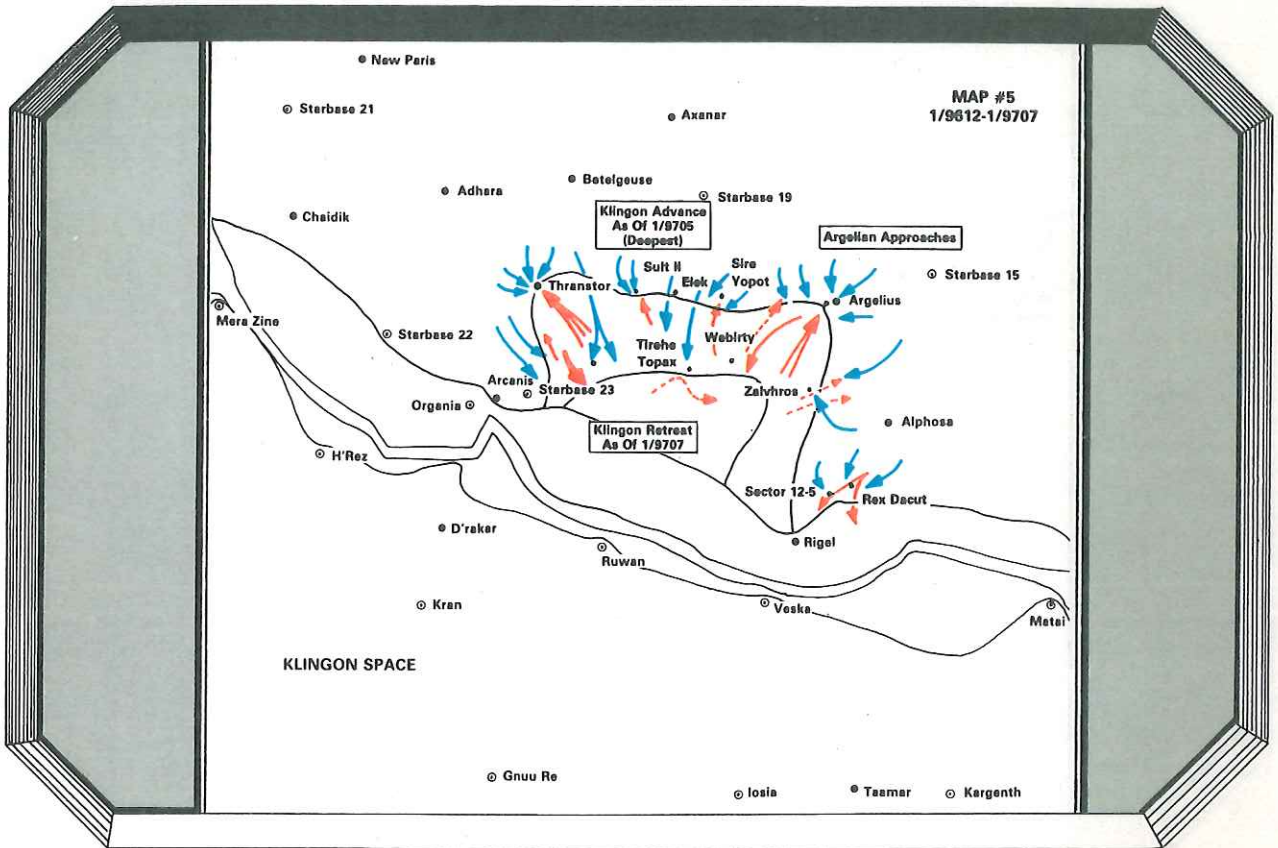 New Paris
MAP #5
1/9612-1/9707
Starbase 21
Axanar
Betelgeuse
Adhara
Starbase 19
Chaidik
Klingon Advance
As Of 1/9705
(Deepest)
Argelian Approaches
Sult II
Elek
Sire
Yopot
Starbase 15
Thranstor
Argelius
Mera Zine
Starbase 22
Tirehe
Topax
Webirty
Arcanis
Starbase 23
Zalvhros
Organia
Alphosa
Klingon Retreat
As Of 1/9707
H'Rez
Sector 12-5
Rex Dacut
D'rakar
Rigel
Ruwan
Kran
Voska
Matai
KLINGON SPACE
Gnuu Re
Iosia
Taamar
Kargenth